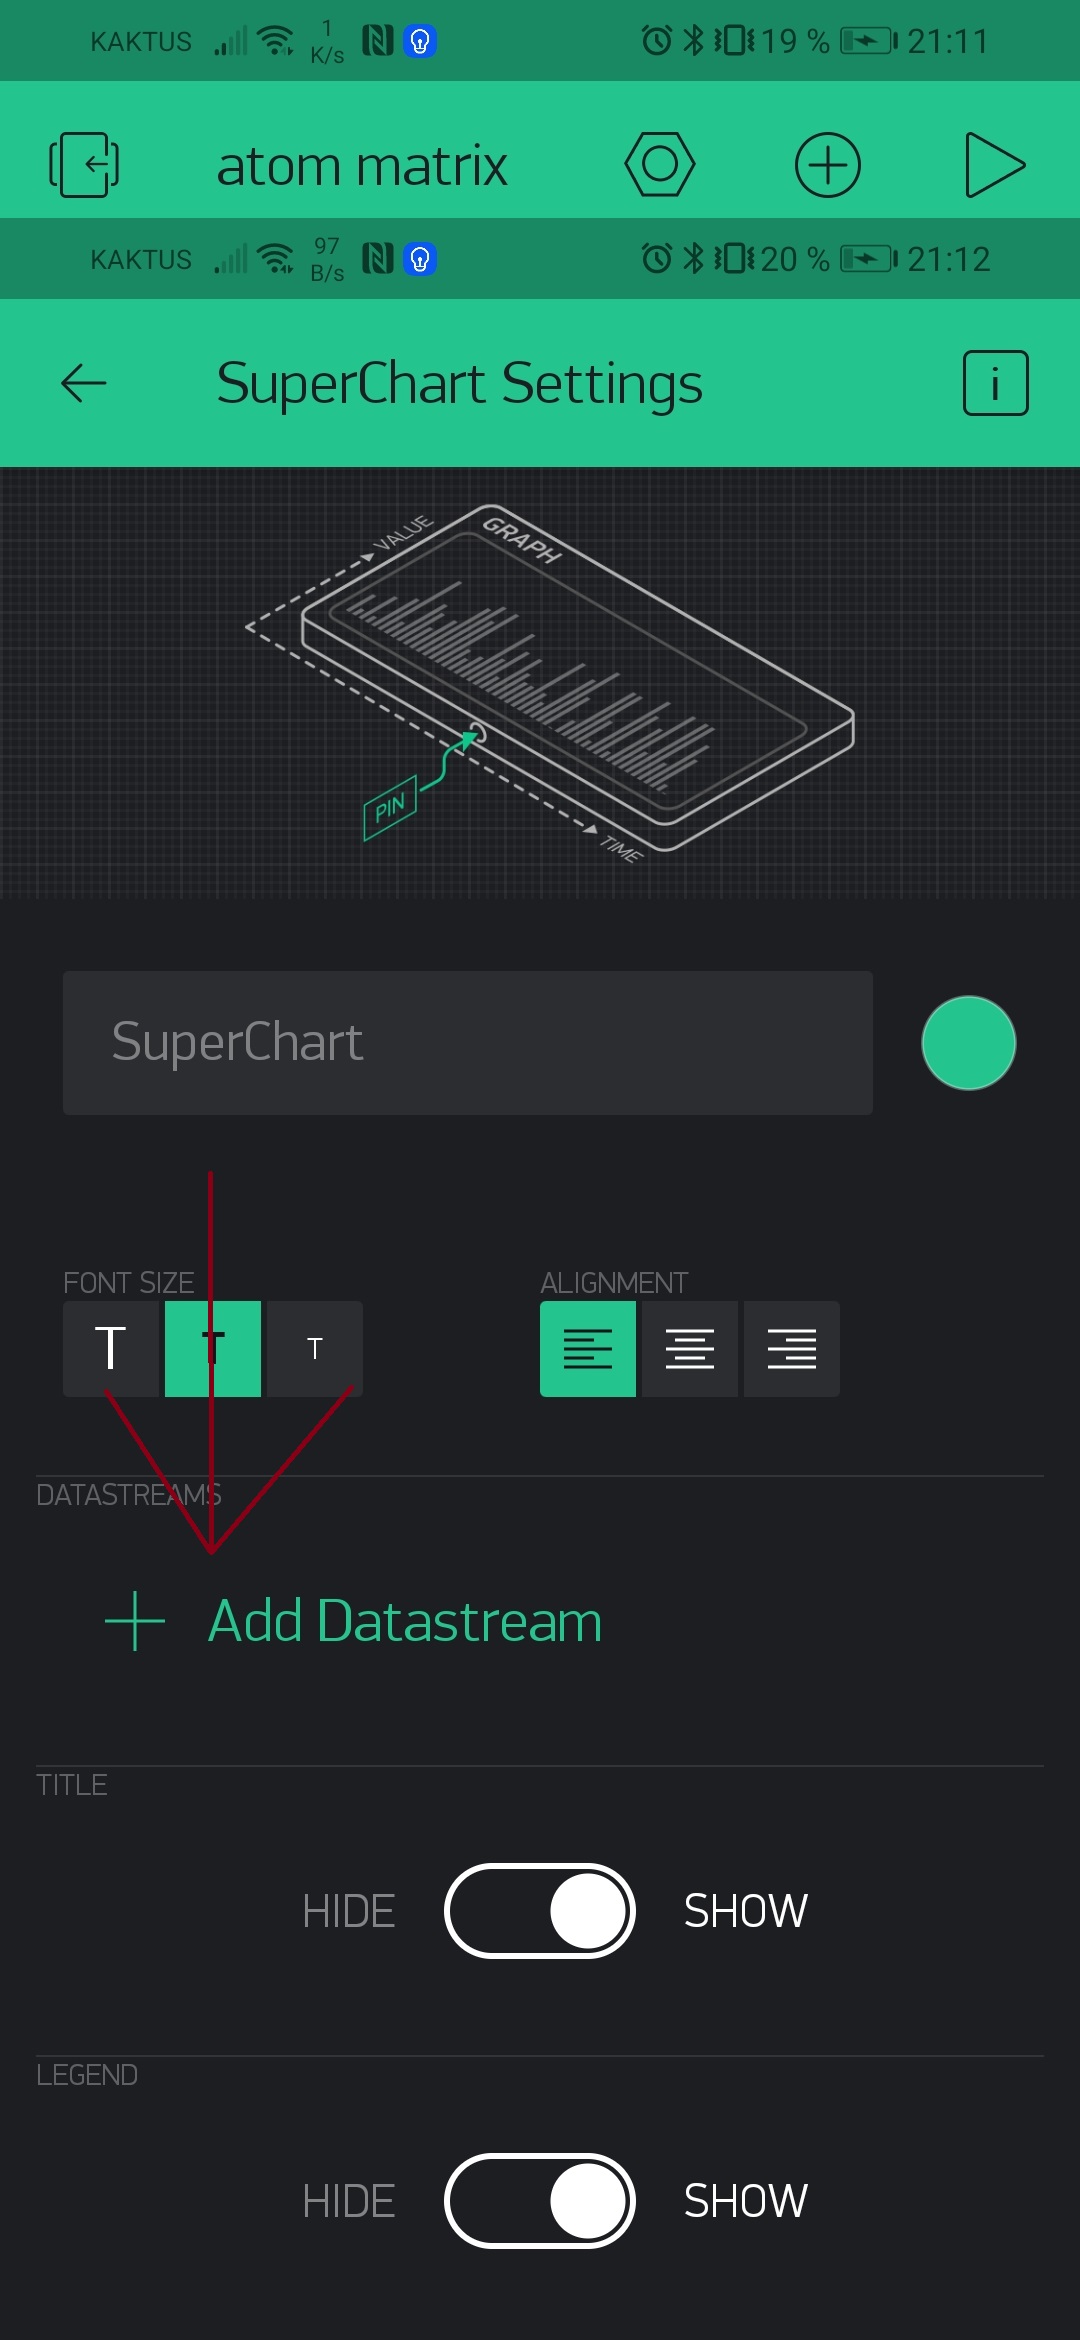 KAKTUS 1 K/s 19 % 21:11
atom matrix
KAKTUS 97 B/s 20 % 21:12
SuperChart Settings i
VALUE
GRAPH
PIN
TIME
SuperChart
FONT SIZE ALIGNMENT
T T T
DATASTREAMS
Add Datastream
TITLE
HIDE SHOW
LEGEND
HIDE SHOW